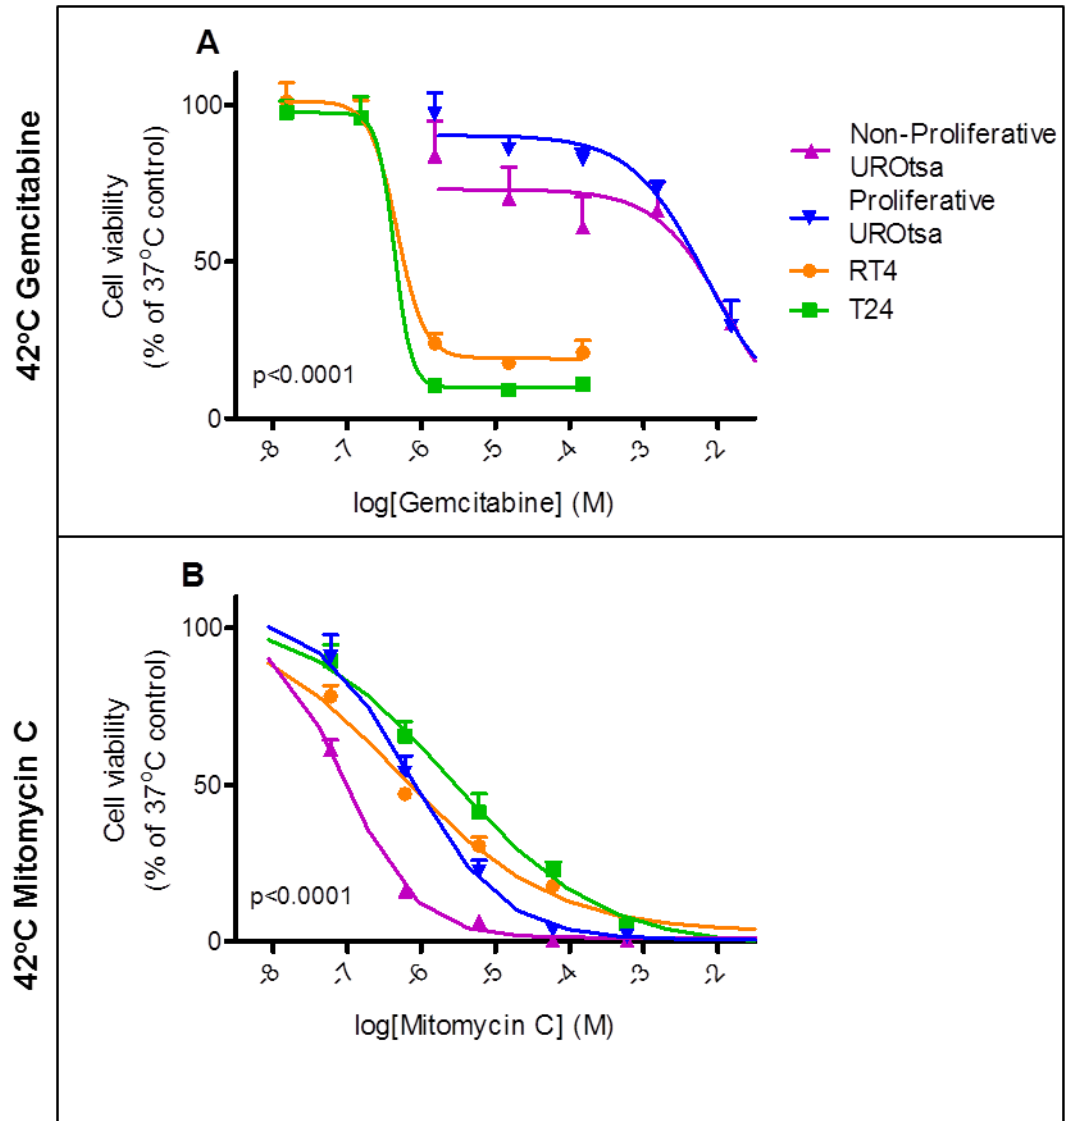 A
42ºC Gemcitabine
Cell viability
(% of 37°C control)
100
50
0
p<0.0001
-8
-7
-6
-5
-4
-3
-2
log[Gemcitabine] (M)
Non-Proliferative
UROtsa
Proliferative
UROtsa
RT4
T24
B
42ºC Mitomycin C
Cell viability
(% of 37°C control)
100
50
0
p<0.0001
-8
-7
-6
-5
-4
-3
-2
log[Mitomycin C] (M)